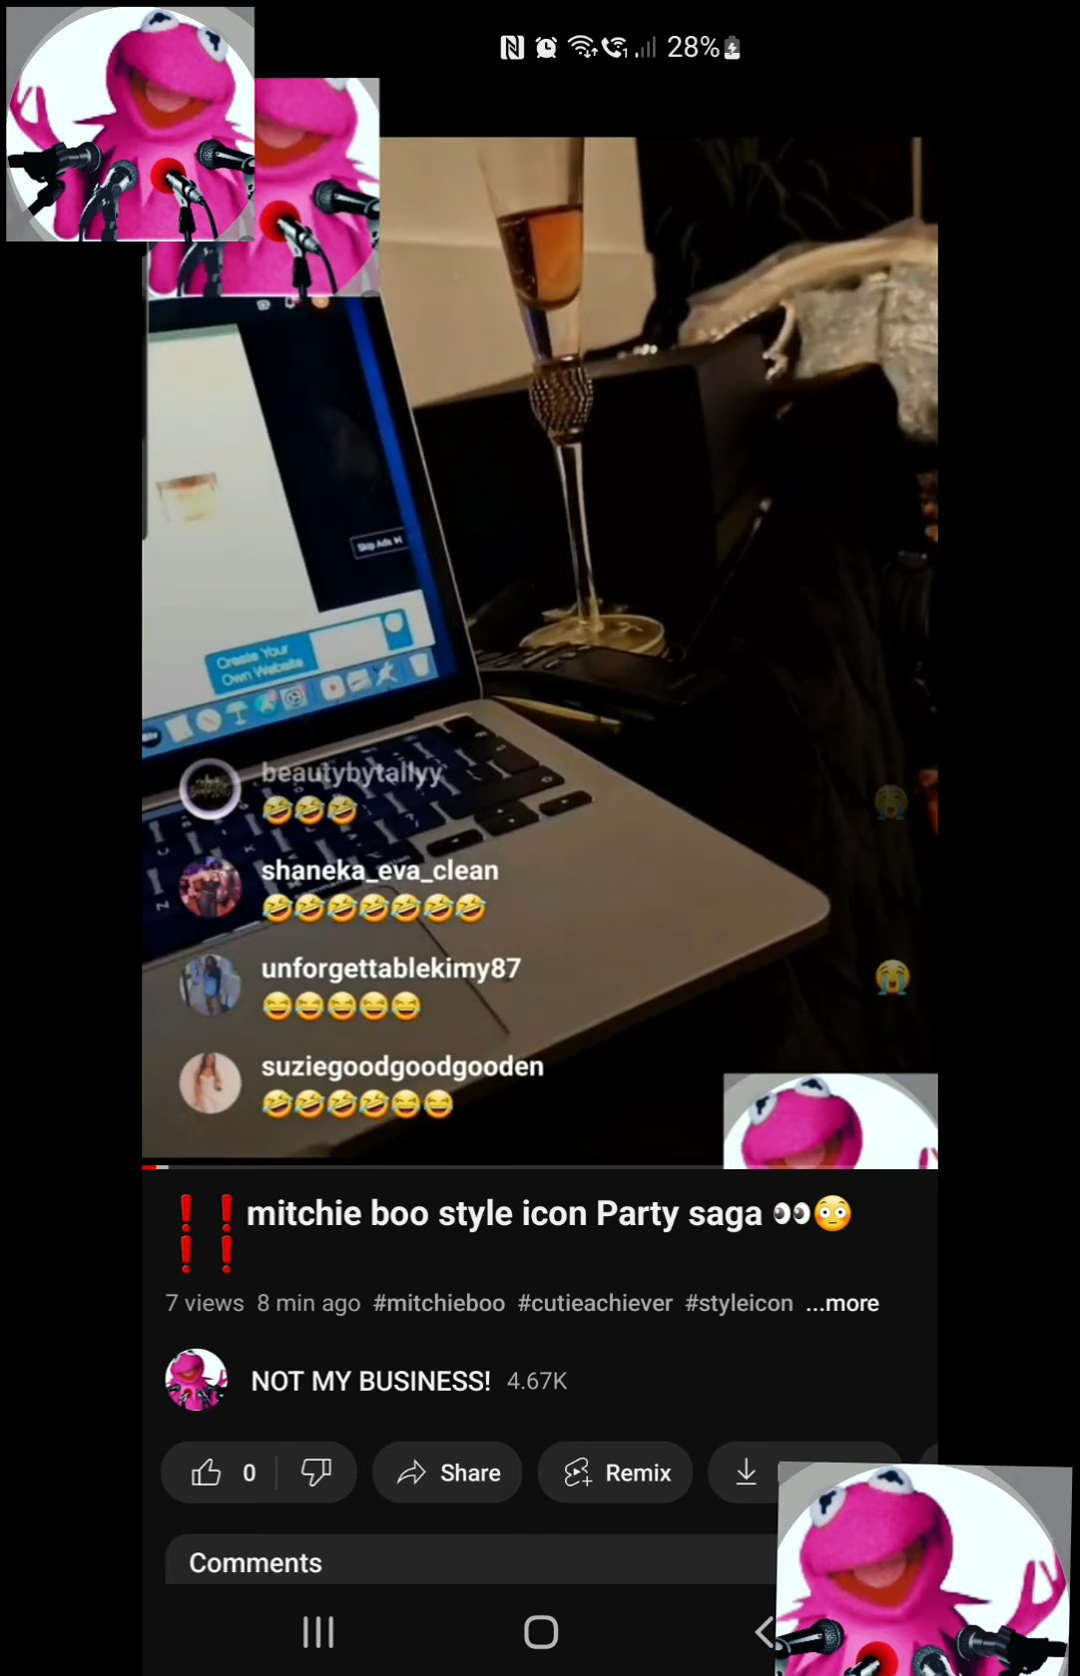 28%
Skip Ads
Create Your
Own Website
beautybytallyy
🤣🤣🤣
shaneka_eva_clean
🤣🤣🤣🤣🤣🤣🤣
unforgettablekimy87
😂😂😂😂😂
suziegoodgoodgooden
🤣🤣🤣🤣😂😂
❗❗mitchie boo style icon Party saga 👀😳
❗❗
7 views 8 min ago #mitchieboo #cutieachiever #styleicon ...more
NOT MY BUSINESS! 4.67K
0 Share Remix
Comments